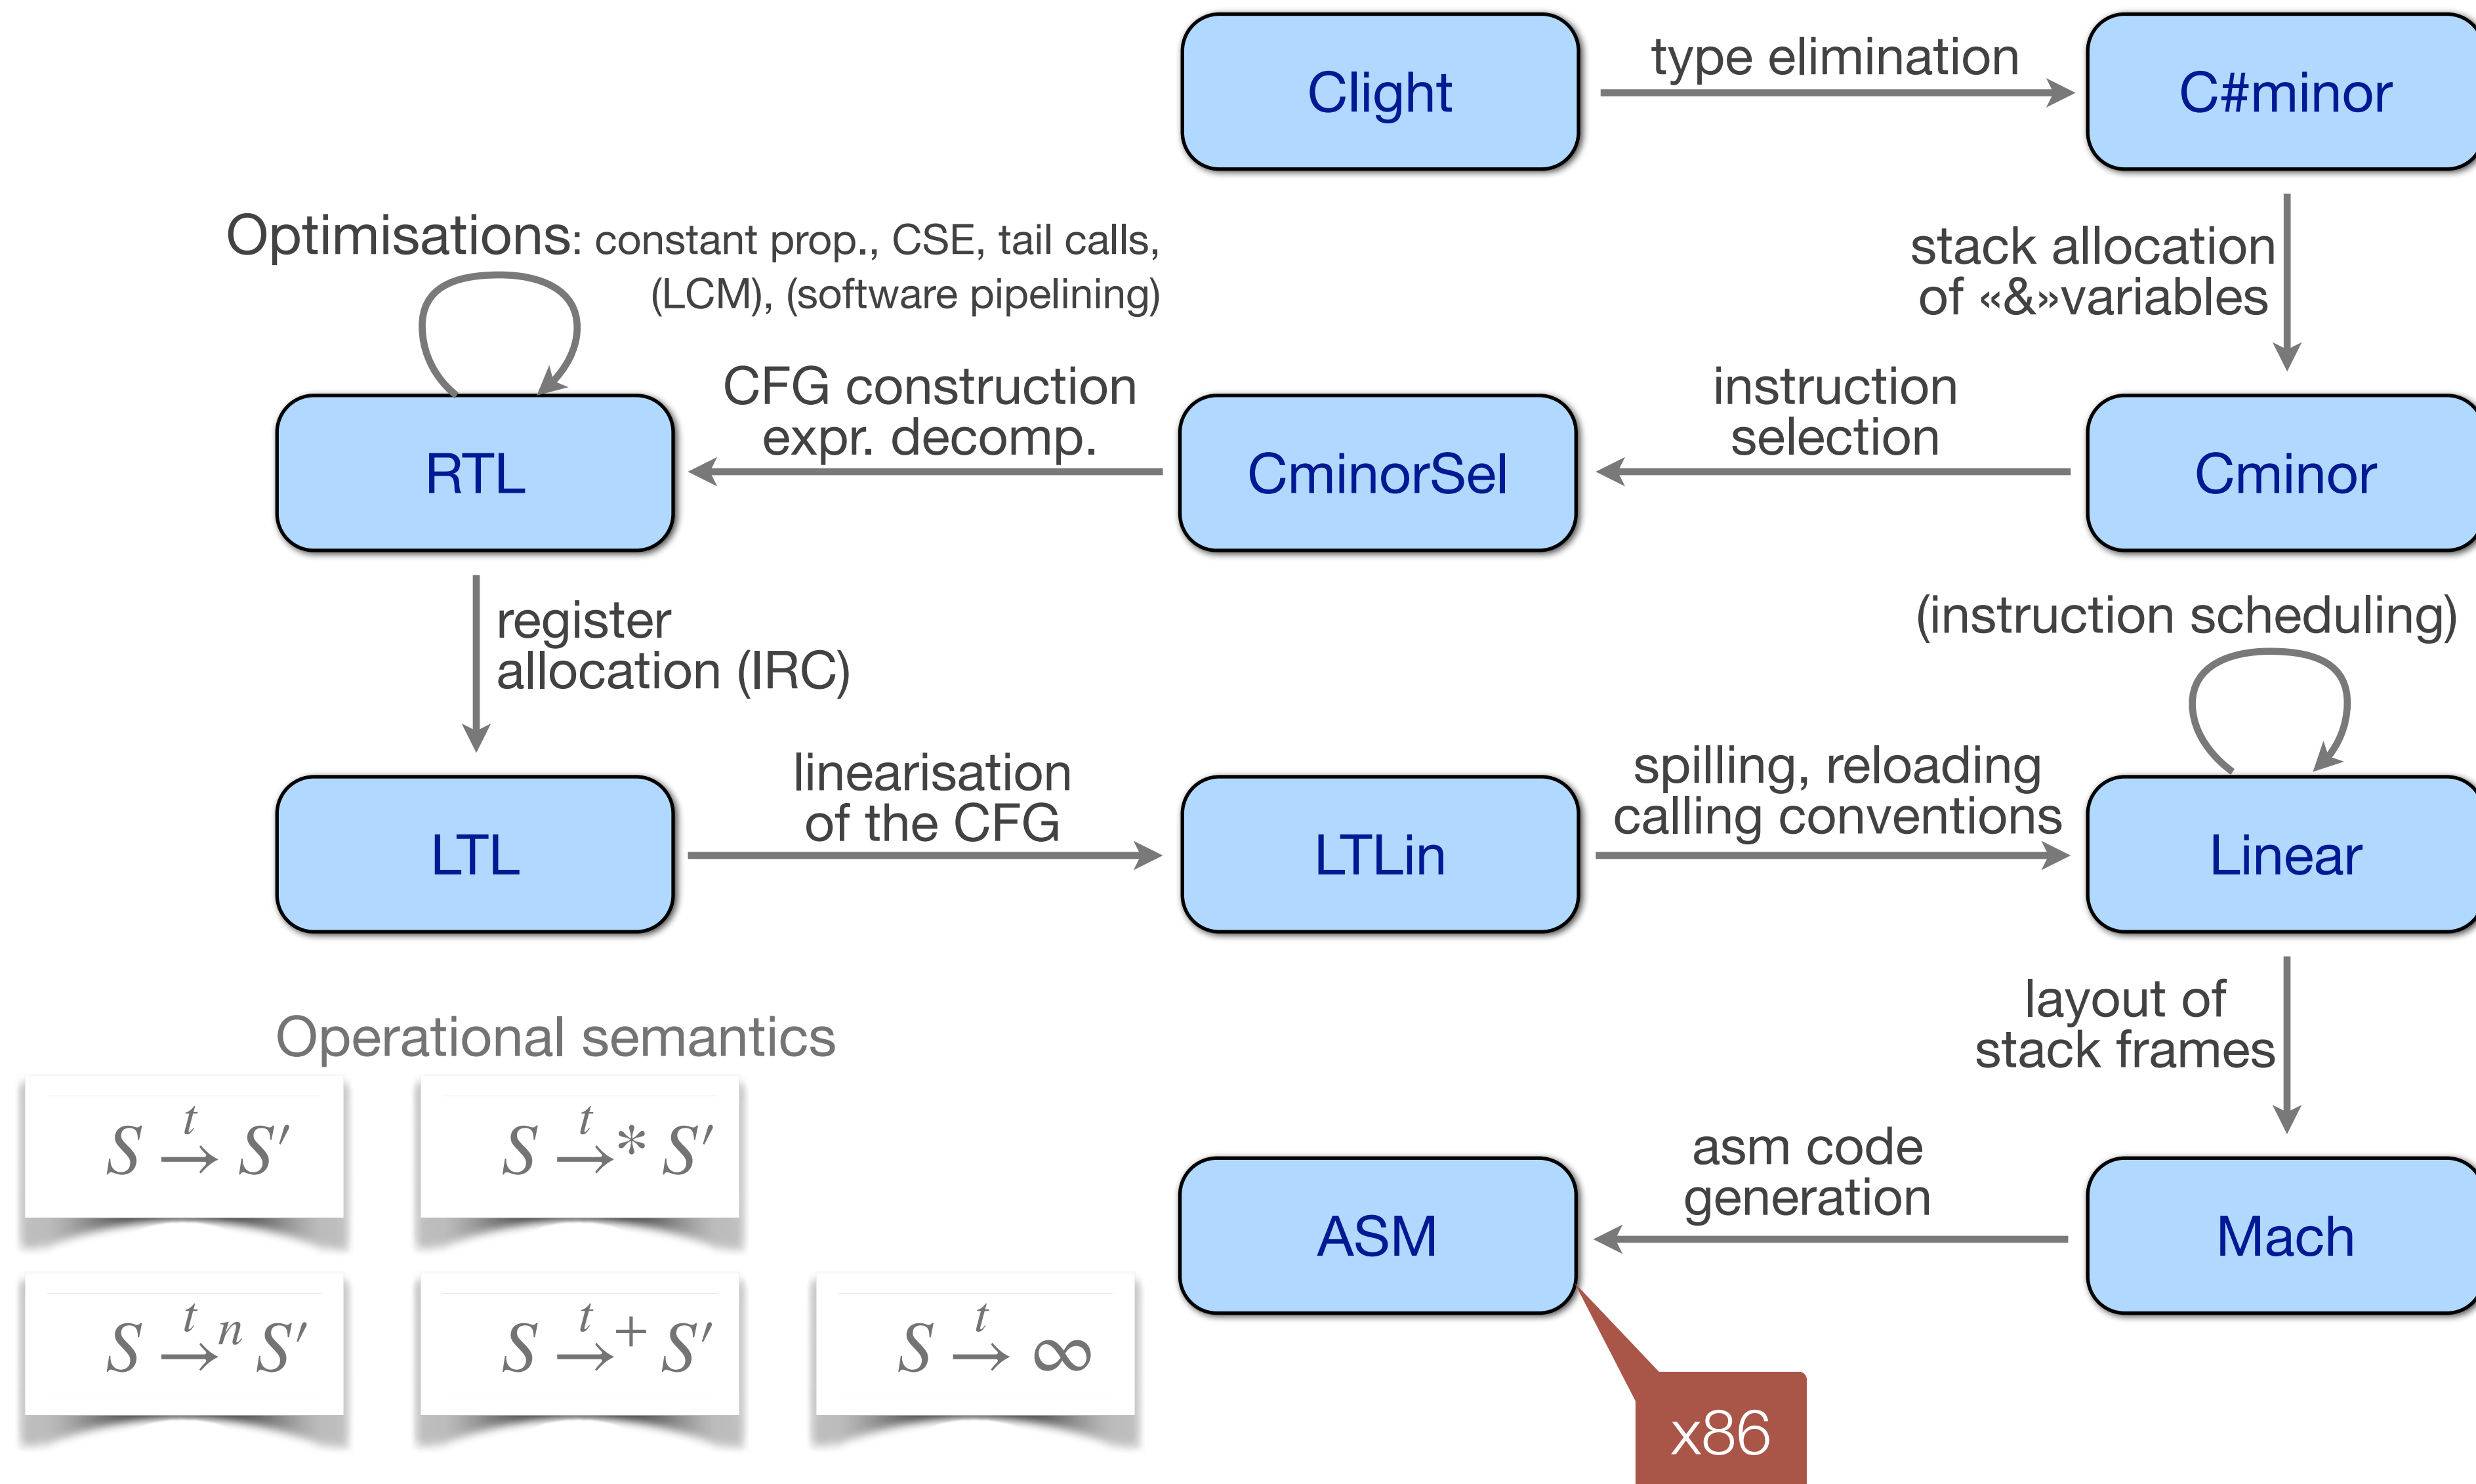 Clight
type elimination
C#minor
stack allocation
of «&»variables
Optimisations: constant prop., CSE, tail calls,
(LCM), (software pipelining)
RTL
CFG construction
expr. decomp.
CminorSel
instruction
selection
Cminor
register
allocation (IRC)
(instruction scheduling)
LTL
linearisation
of the CFG
LTLin
spilling, reloading
calling conventions
Linear
layout of
stack frames
Operational semantics
S →^t S′
S →^t* S′
S →^t n S′
S →^t + S′
S →^t ∞
ASM
asm code
generation
Mach
x86